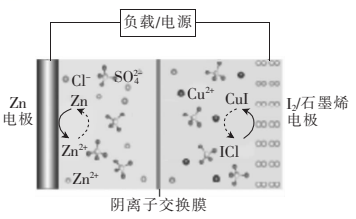 负载/电源
Cl⁻
SO₄²⁻
Zn
Cu²⁺
CuI
Zn
电极
I₂/石墨烯
电极
Zn²⁺
ICl
Zn²⁺
阴离子交换膜